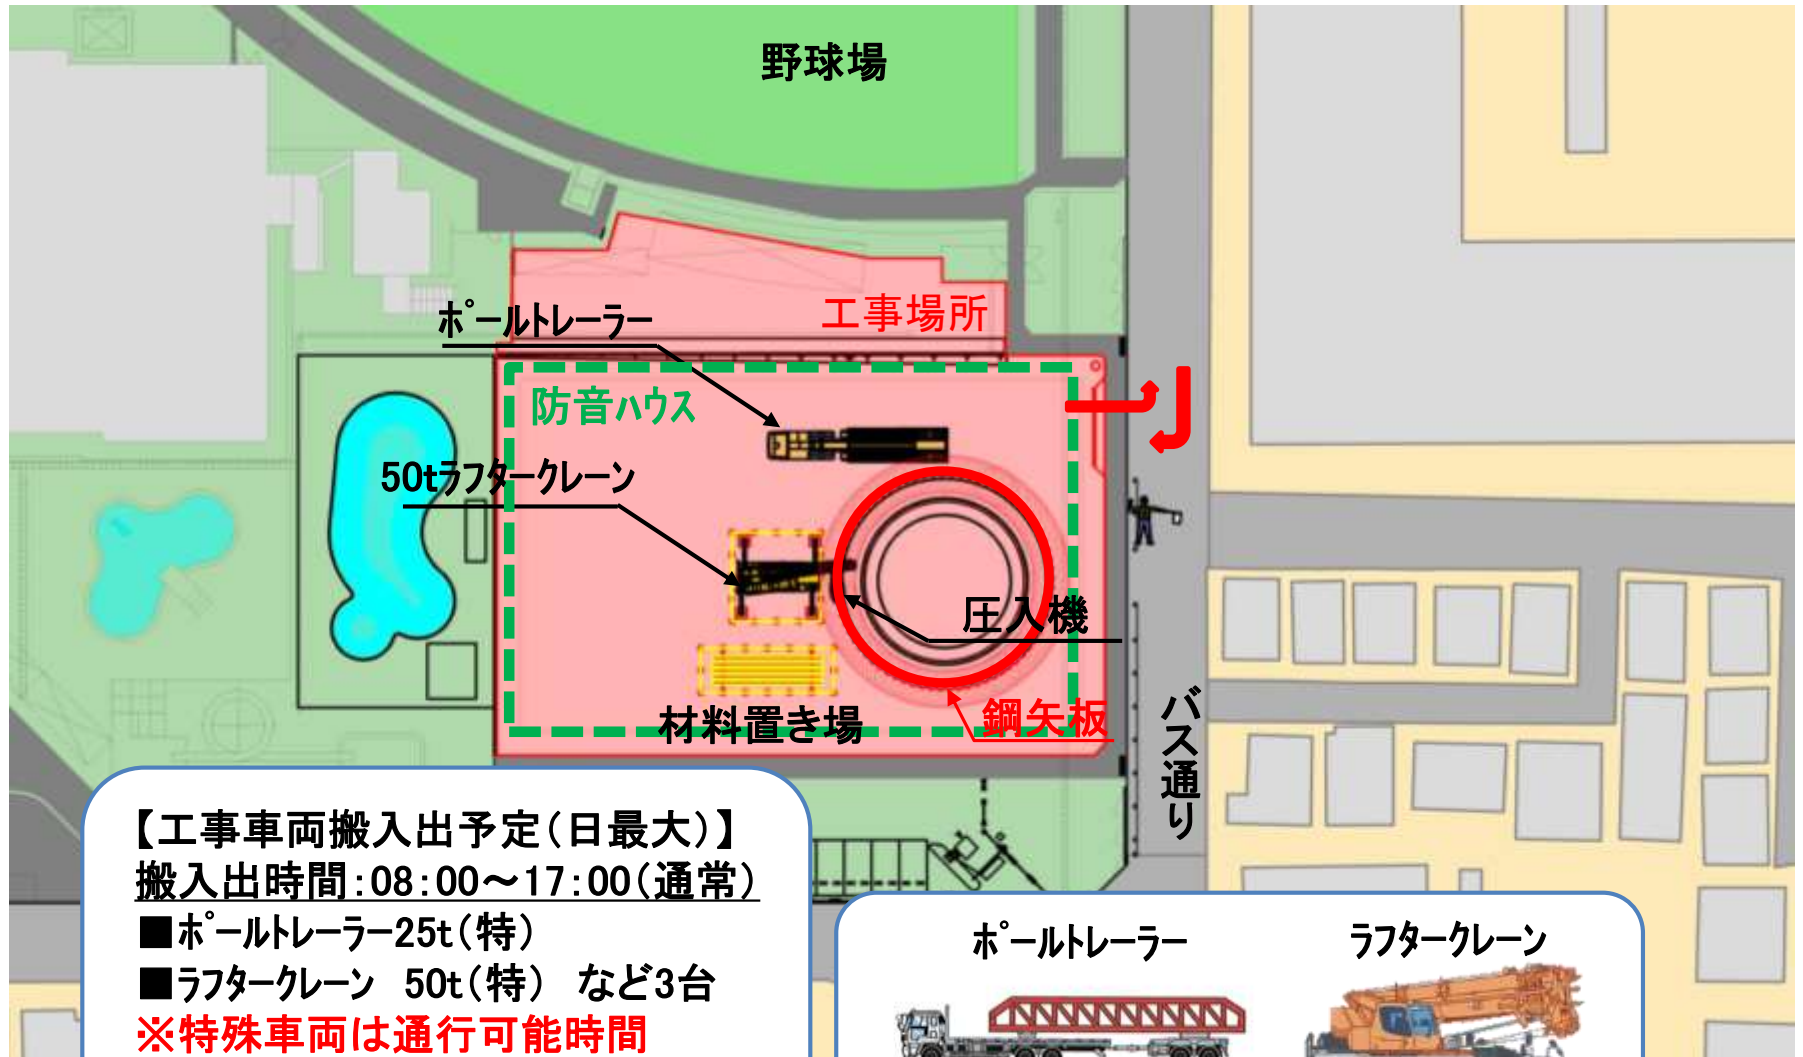 野球場
工事場所
ﾎﾟｰﾙﾄﾚｰﾗｰ
防音ﾊｳｽ
50tﾗﾌﾀｰｸﾚｰﾝ
圧入機
鋼矢板
材料置き場
バス通り
【工事車両搬入出予定(日最大)】
搬入出時間:08:00～17:00(通常)
■ﾎﾟｰﾙﾄﾚｰﾗｰ25t(特)
■ﾗﾌﾀｰｸﾚｰﾝ 50t(特) など3台
※特殊車両は通行可能時間
ﾎﾟｰﾙﾄﾚｰﾗｰ
ﾗﾌﾀｰｸﾚｰﾝ